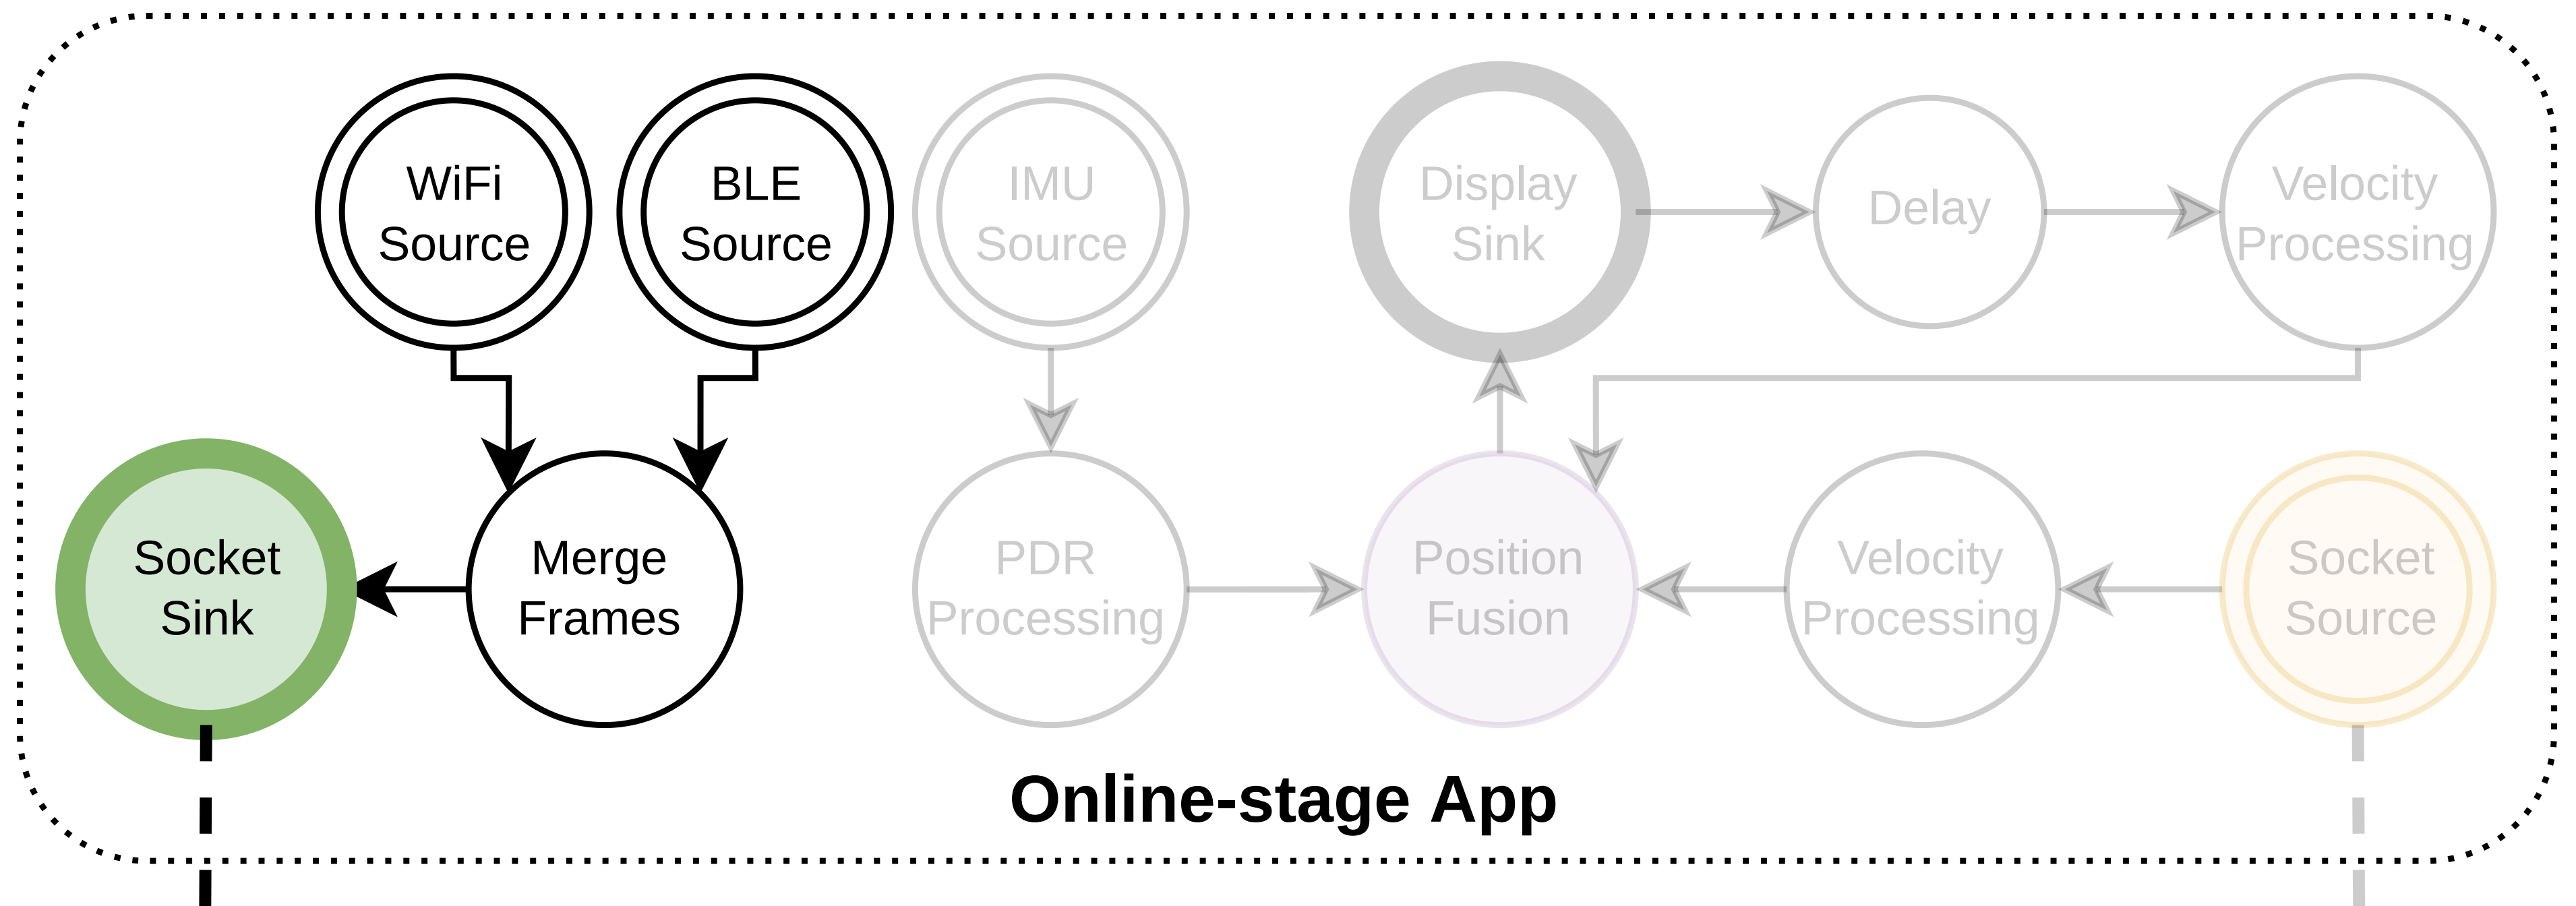 WiFi
Source
BLE
Source
IMU
Source
Display
Sink
Delay
Velocity
Processing
Socket
Sink
Merge
Frames
PDR
Processing
Position
Fusion
Velocity
Processing
Socket
Source
Online-stage App